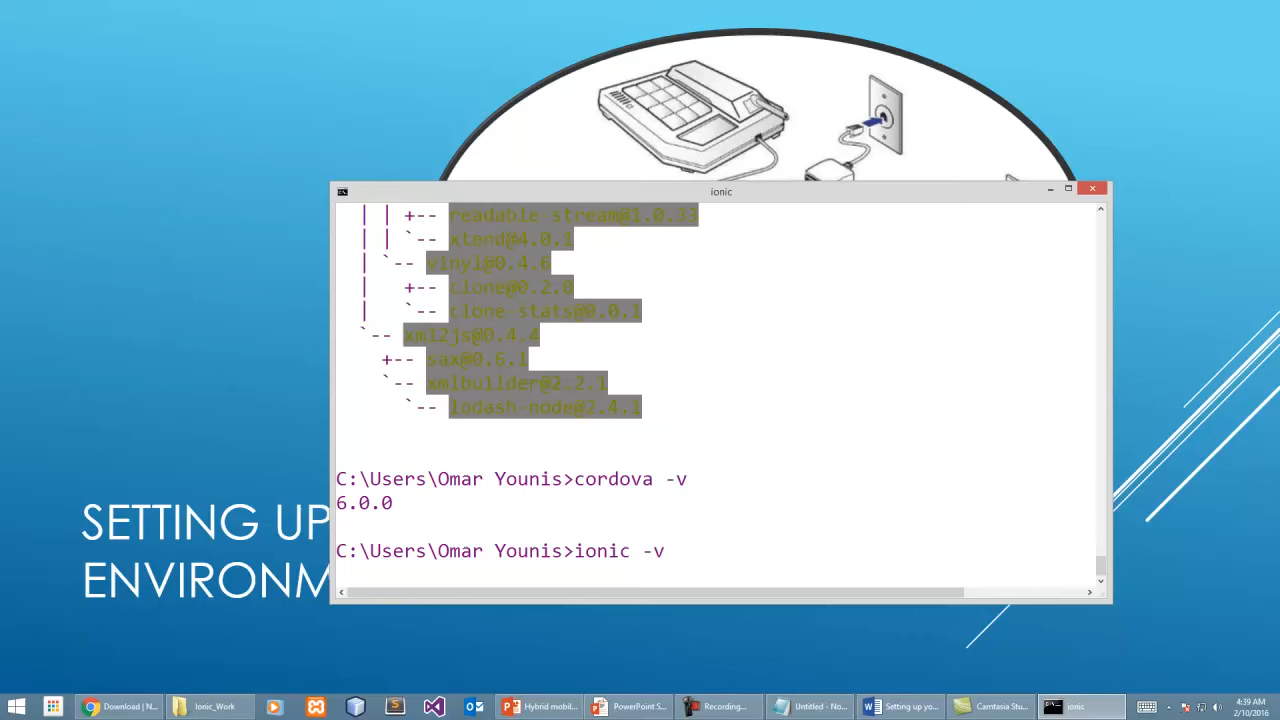 ionic
| | +-- readable-stream@1.0.33
| | `-- xtend@4.0.1
| `-- vinyl@0.4.6
| +-- clone@0.2.0
| `-- clone-stats@0.0.1
`-- xml2js@0.4.4
+-- sax@0.6.1
`-- xmlbuilder@2.2.1
`-- lodash-node@2.4.1
C:\Users\Omar Younis>cordova -v
6.0.0
C:\Users\Omar Younis>ionic -v
SETTING UP
ENVIRONM
Download | N...
Ionic_Work
Hybrid mobil...
PowerPoint S...
Recording...
Untitled - No...
Setting up yo...
Camtasia Stu...
ionic
4:39 AM
2/10/2016